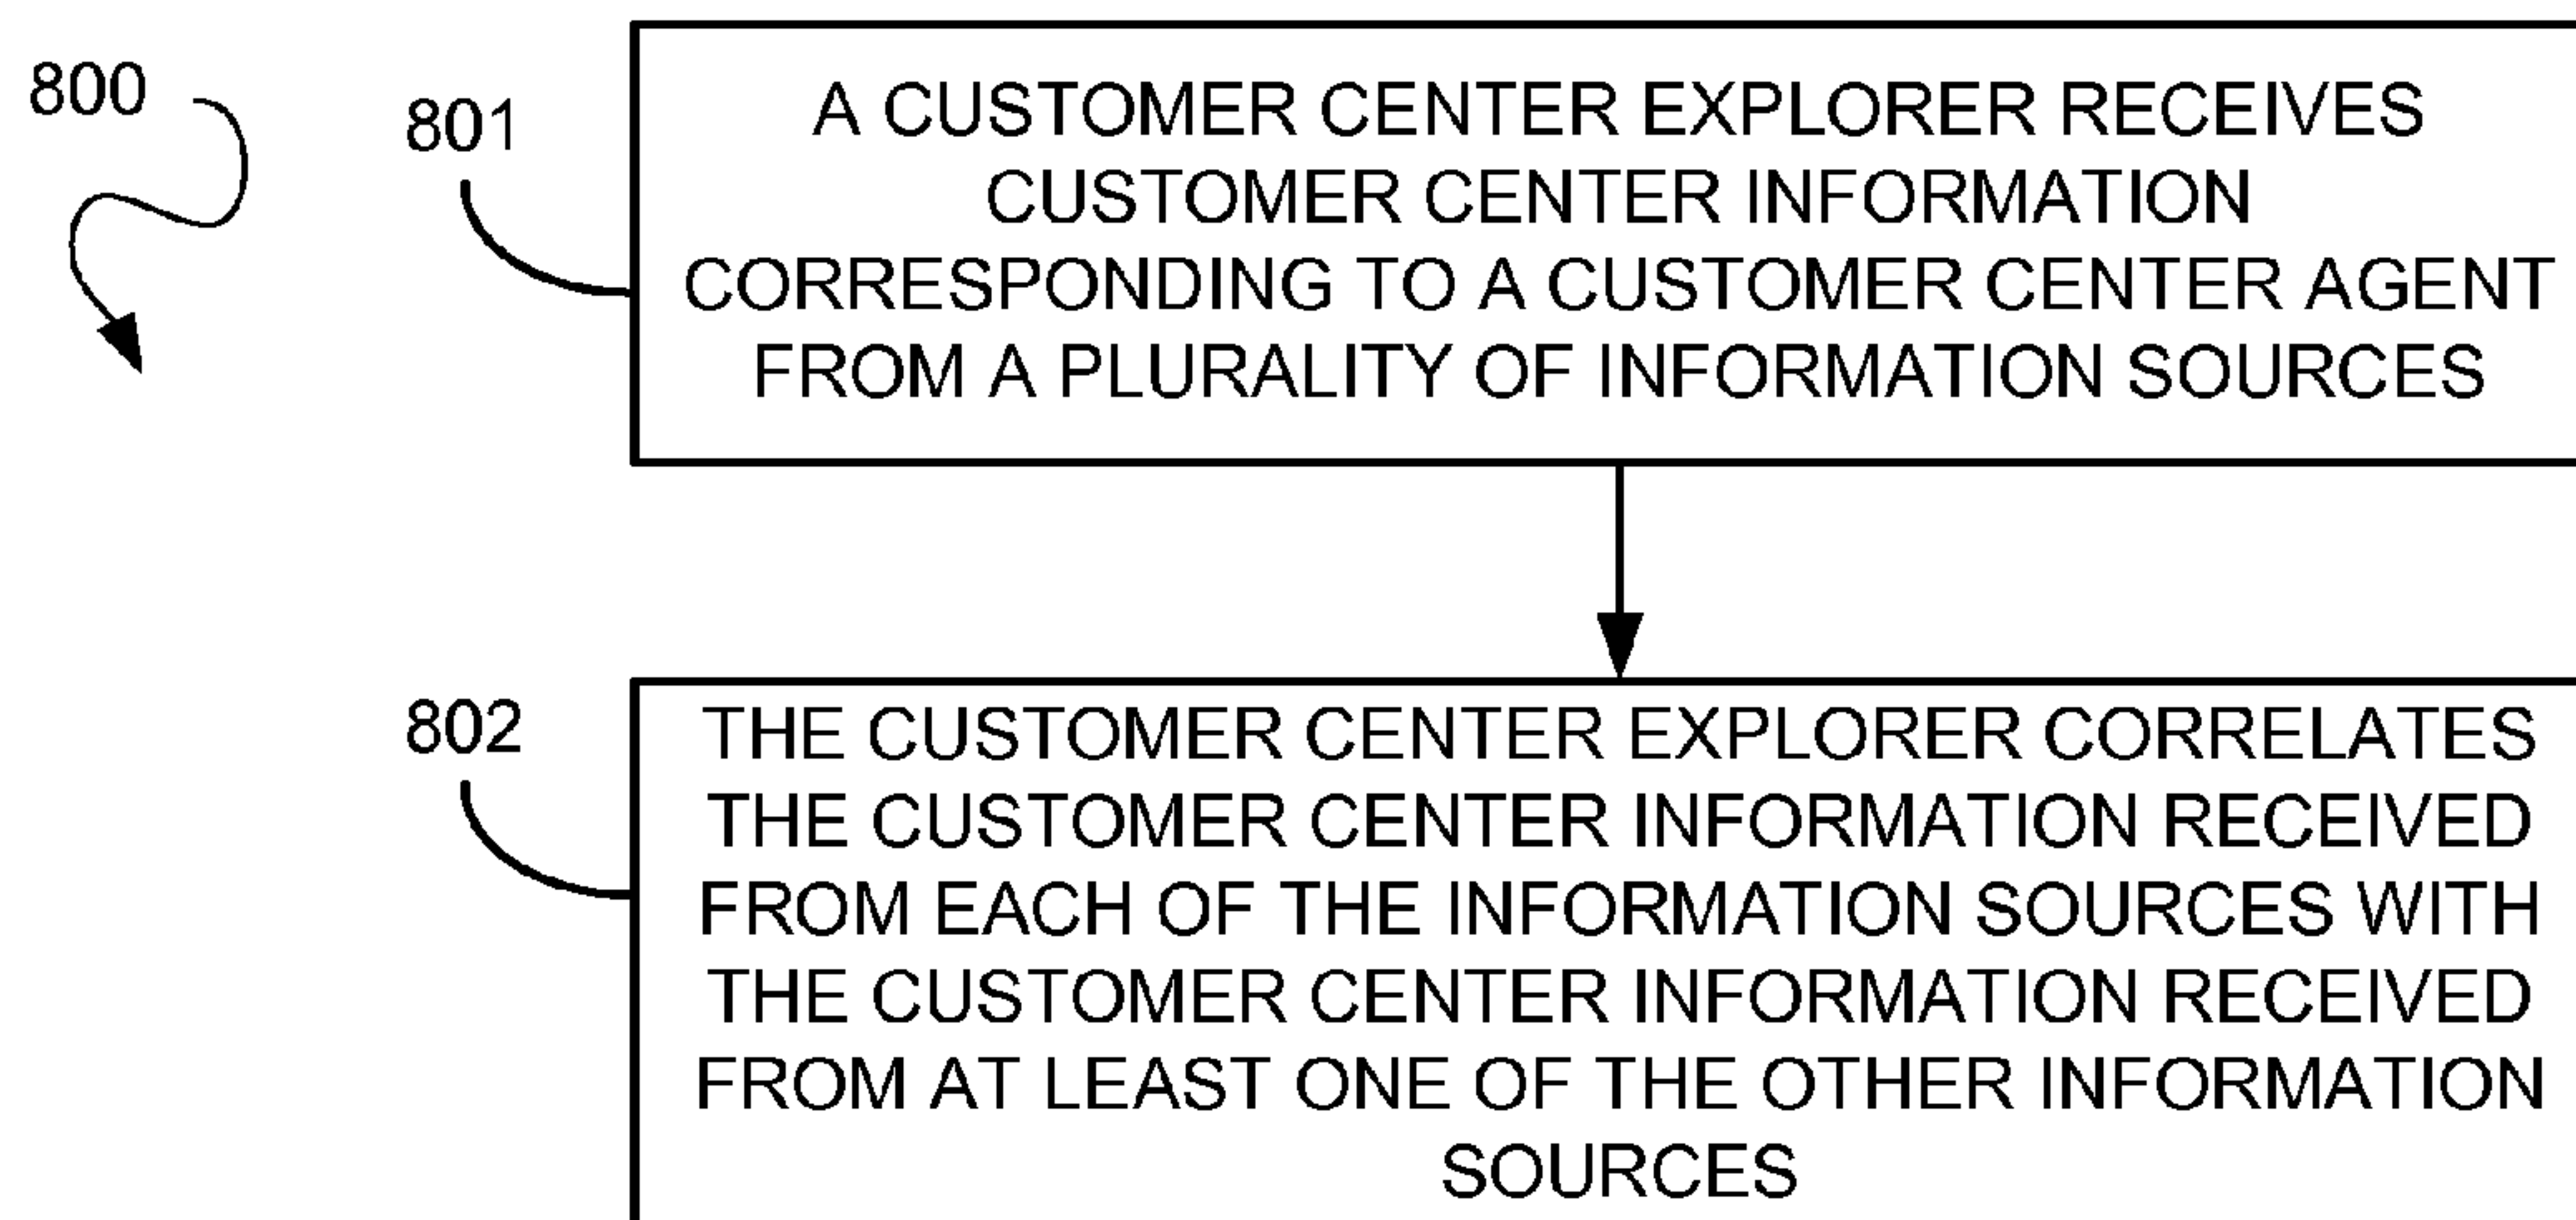 800
801
A CUSTOMER CENTER EXPLORER RECEIVES
CUSTOMER CENTER INFORMATION
CORRESPONDING TO A CUSTOMER CENTER AGENT
FROM A PLURALITY OF INFORMATION SOURCES
802
THE CUSTOMER CENTER EXPLORER CORRELATES
THE CUSTOMER CENTER INFORMATION RECEIVED
FROM EACH OF THE INFORMATION SOURCES WITH
THE CUSTOMER CENTER INFORMATION RECEIVED
FROM AT LEAST ONE OF THE OTHER INFORMATION
SOURCES